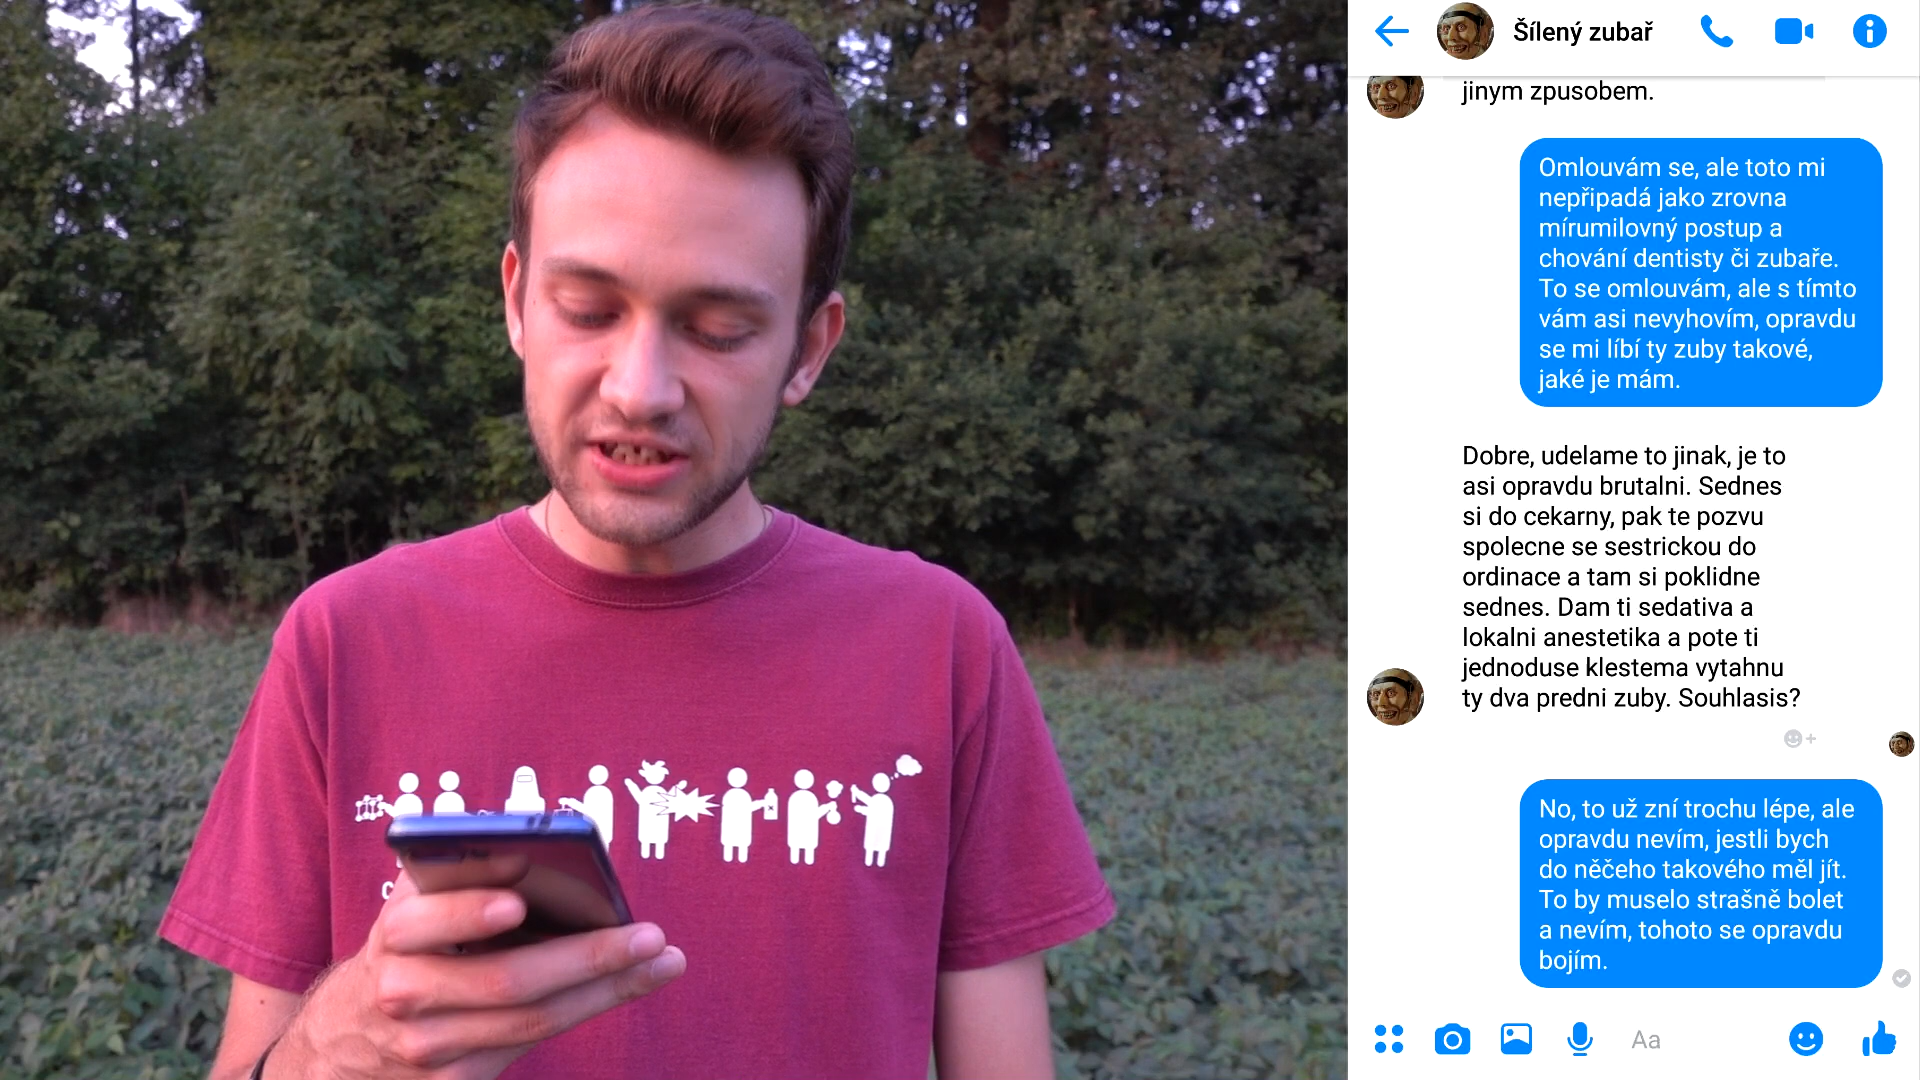 Šílený zubař
jinym zpusobem.
Omlouvám se, ale toto mi
nepřipadá jako zrovna
mírumilovný postup a
chování dentisty či zubaře.
To se omlouvám, ale s tímto
vám asi nevyhovím, opravdu
se mi líbí ty zuby takové,
jaké je mám.
Dobre, udelame to jinak, je to
asi opravdu brutalni. Sednes
si do cekarny, pak te pozvu
spolecne se sestrickou do
ordinace a tam si poklidne
sednes. Dam ti sedativa a
lokalni anestetika a pote ti
jednoduse klestema vytahnu
ty dva predni zuby. Souhlasis?
No, to už zní trochu lépe, ale
opravdu nevím, jestli bych
do něčeho takového měl jít.
To by muselo strašně bolet
a nevím, tohoto se opravdu
bojím.
Aa